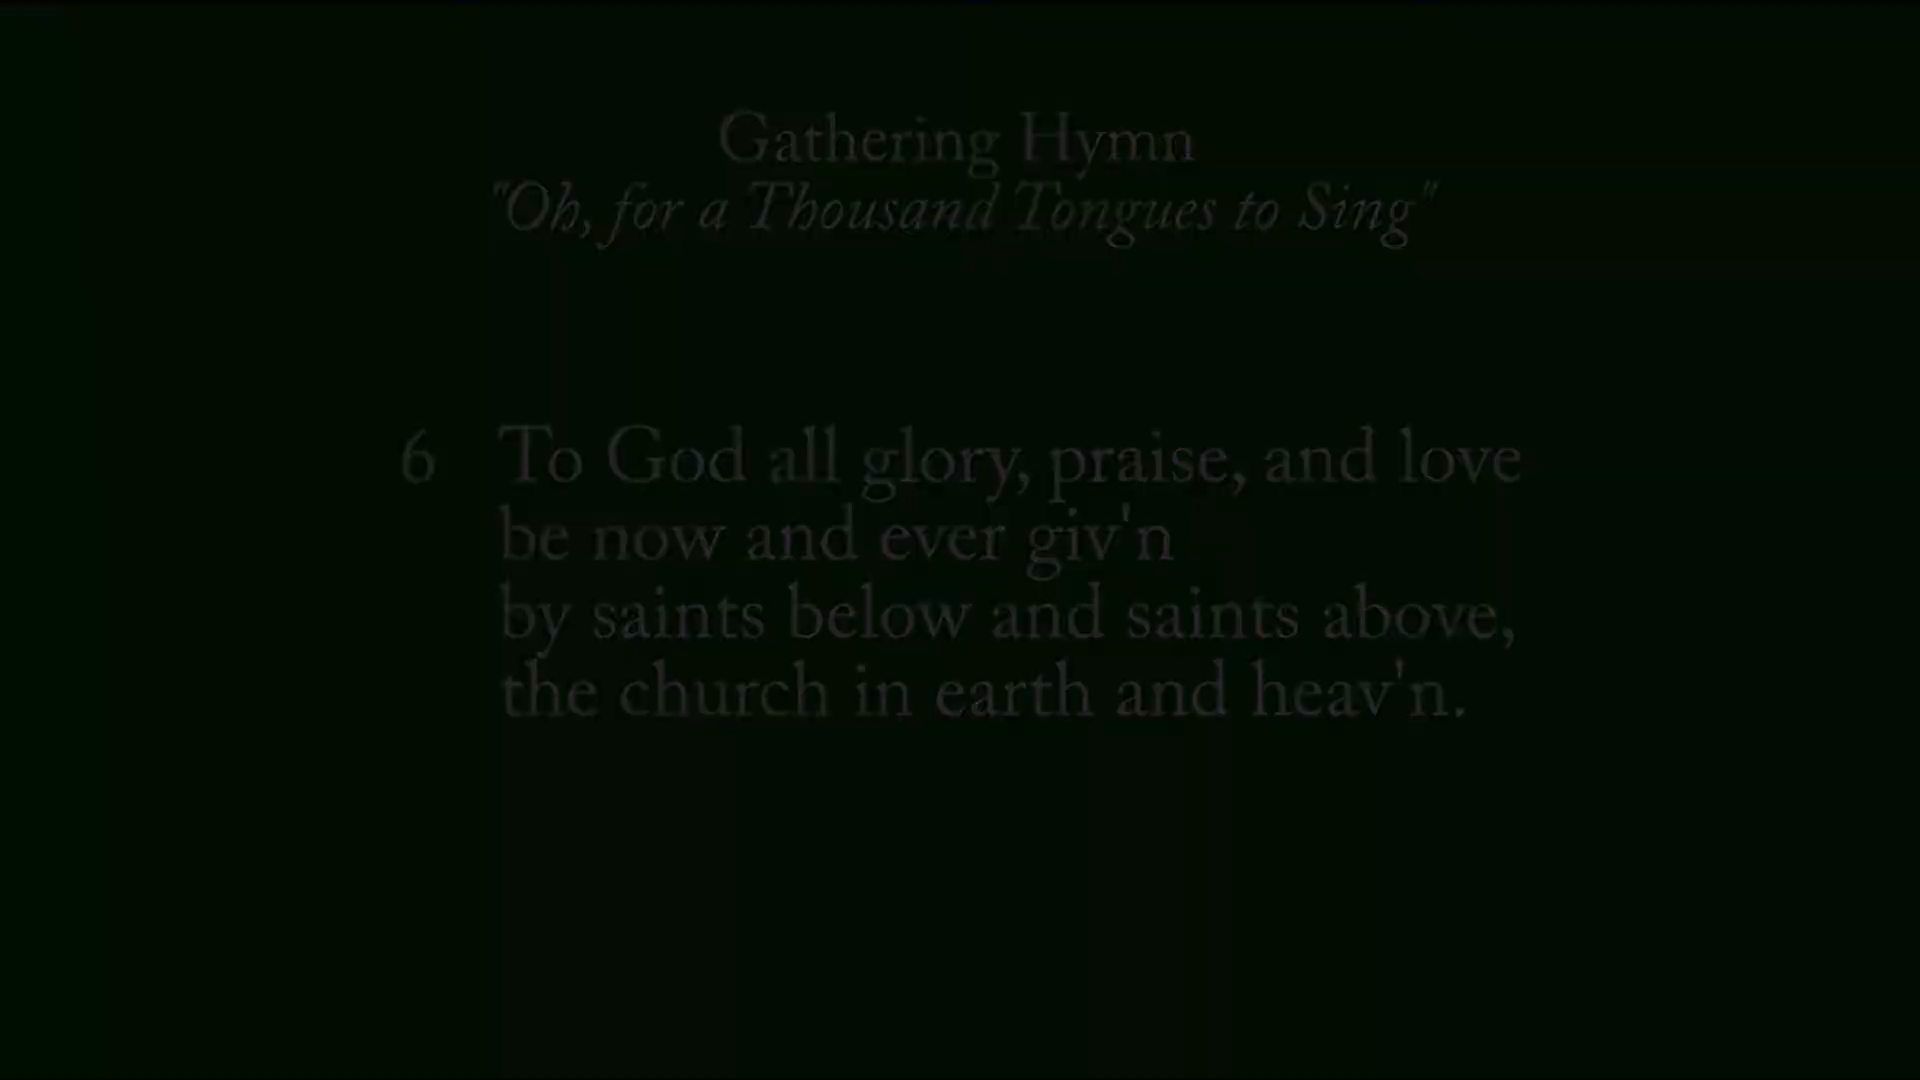 Gathering Hymn
"Oh, for a Thousand Tongues to Sing"
6 To God all glory, praise, and love
be now and ever giv'n
by saints below and saints above,
the church in earth and heav'n.